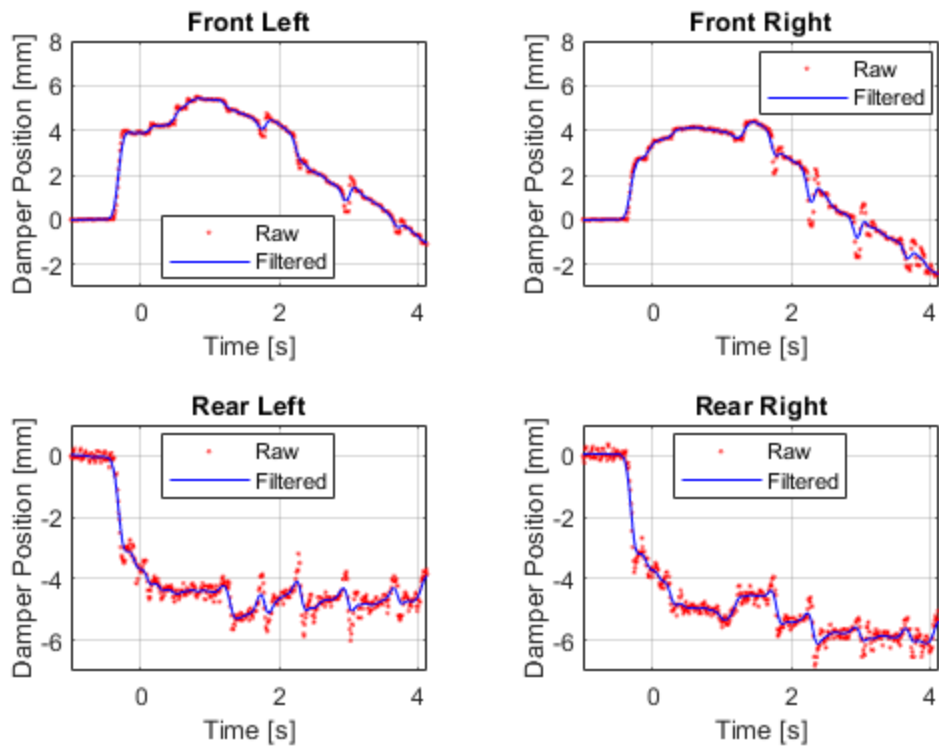 Front Left
Damper Position [mm]
8
6
4
2
0
-2
Raw
Filtered
0 2 4
Time [s]
Front Right
Damper Position [mm]
8
6
4
2
0
-2
Raw
Filtered
0 2 4
Time [s]
Rear Left
Damper Position [mm]
0
-2
-4
-6
Raw
Filtered
0 2 4
Time [s]
Rear Right
Damper Position [mm]
0
-2
-4
-6
Raw
Filtered
0 2 4
Time [s]